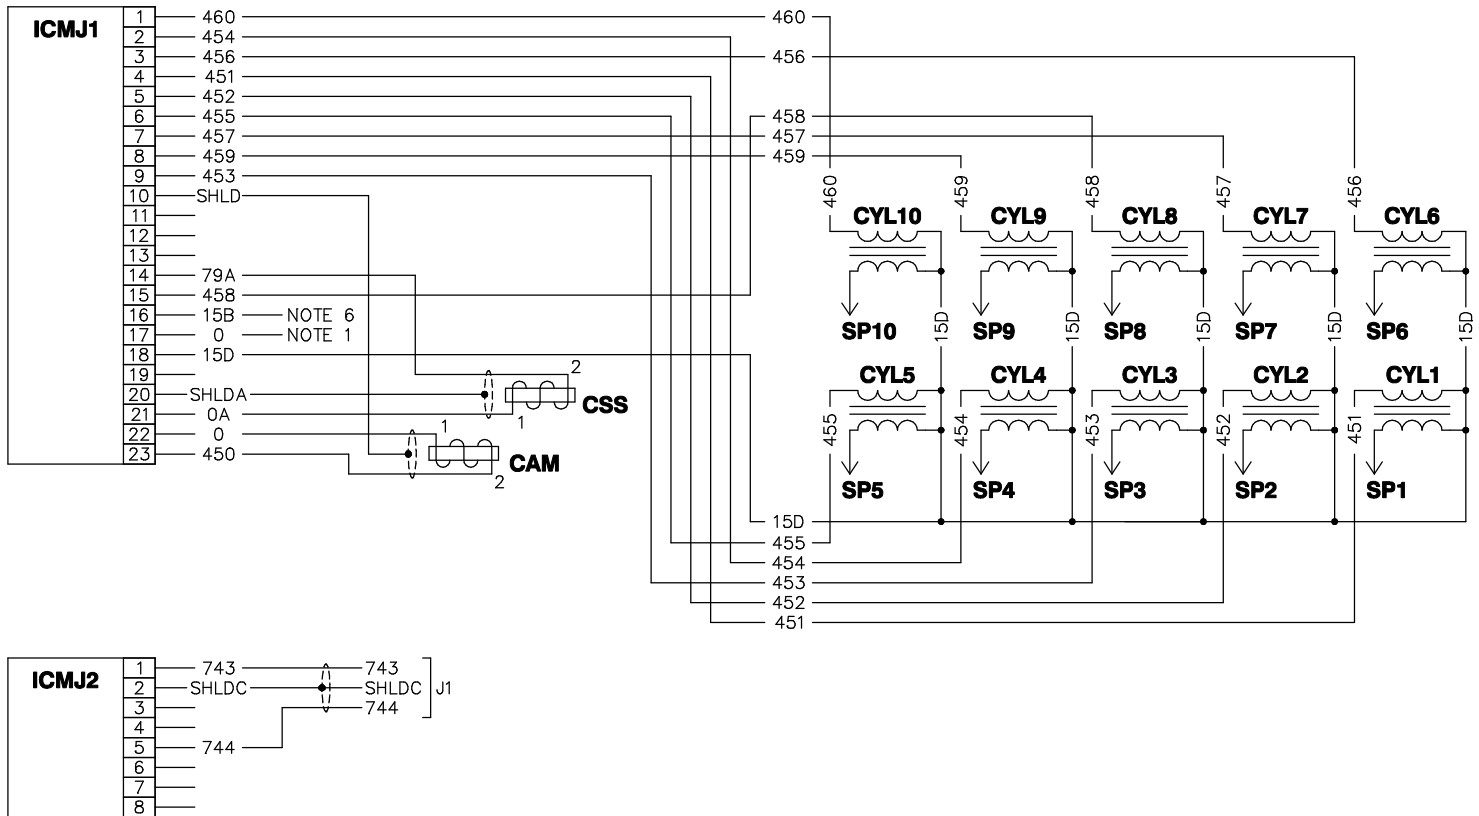 ICMJ1
1 460 460
2 454
3 456 456
4 451
5 452
6 455 458
7 457 457
8 459 459
9 453
10 SHLD
11
12
13
14 79A
15 458
16 15B NOTE 6
17 0 NOTE 1
18 15D
19
20 SHLDA
21 0A
22 0
23 450
2
1
CSS
1
2
CAM
460 459 458 457 456
CYL10 CYL9 CYL8 CYL7 CYL6
SP10 SP9 SP8 SP7 SP6
15D 15D 15D 15D 15D
CYL5 CYL4 CYL3 CYL2 CYL1
455 454 453 452 451
SP5 SP4 SP3 SP2 SP1
15D
455
454
453
452
451
ICMJ2
1 743 743
2 SHLDC SHLDC J1
3 744
4
5 744
6
7
8